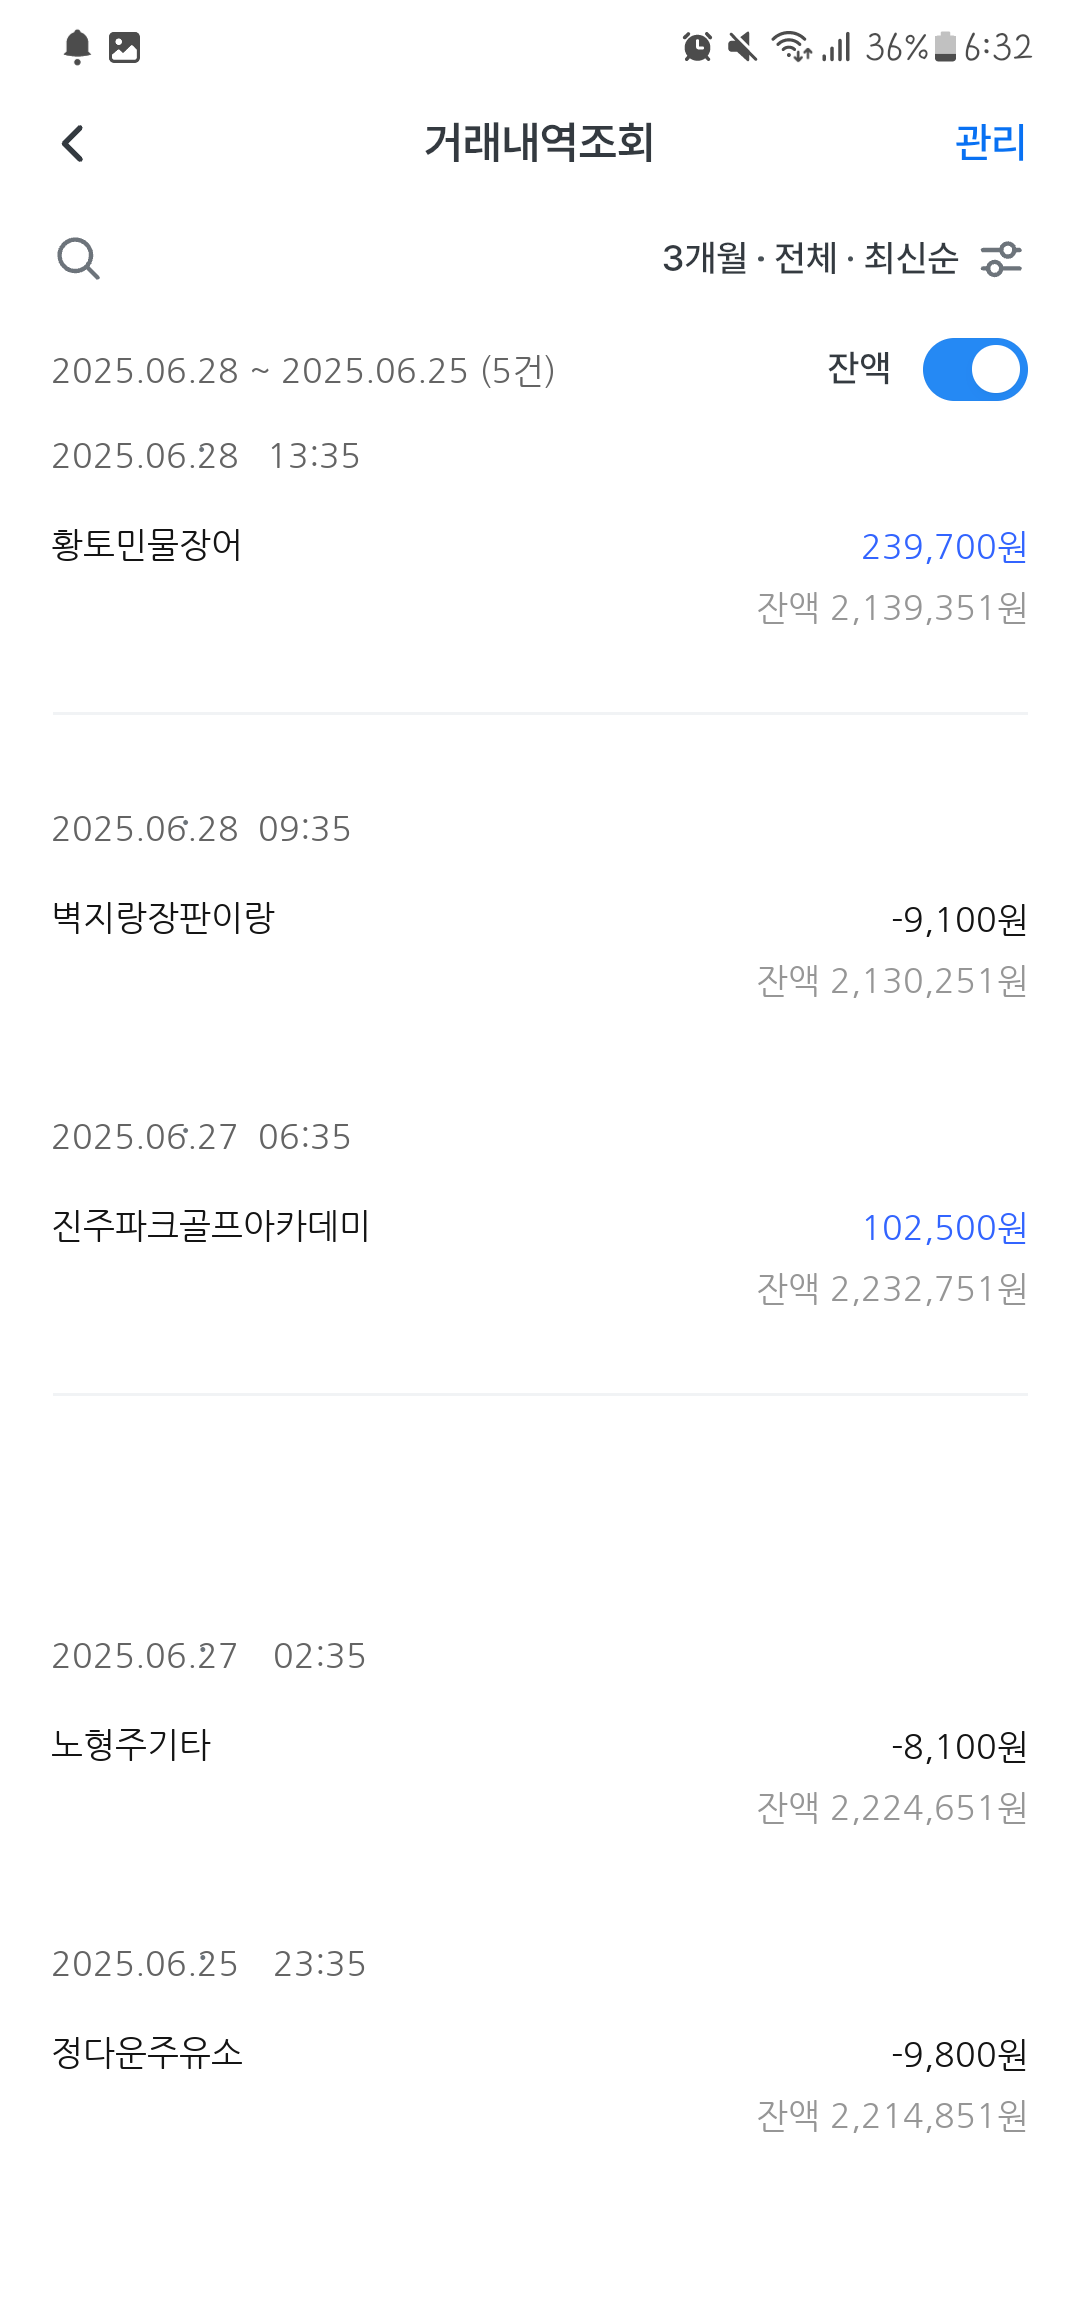 36% 6:32
거래내역조회 관리
3개월 · 전체 · 최신순
2025.06.28 ~ 2025.06.25 (5건) 잔액
2025.06.28 13:35
황토민물장어 239,700원
잔액 2,139,351원
2025.06.28 09:35
벽지랑장판이랑 -9,100원
잔액 2,130,251원
2025.06.27 06:35
진주파크골프아카데미 102,500원
잔액 2,232,751원
2025.06.27 02:35
노형주기타 -8,100원
잔액 2,224,651원
2025.06.25 23:35
정다운주유소 -9,800원
잔액 2,214,851원